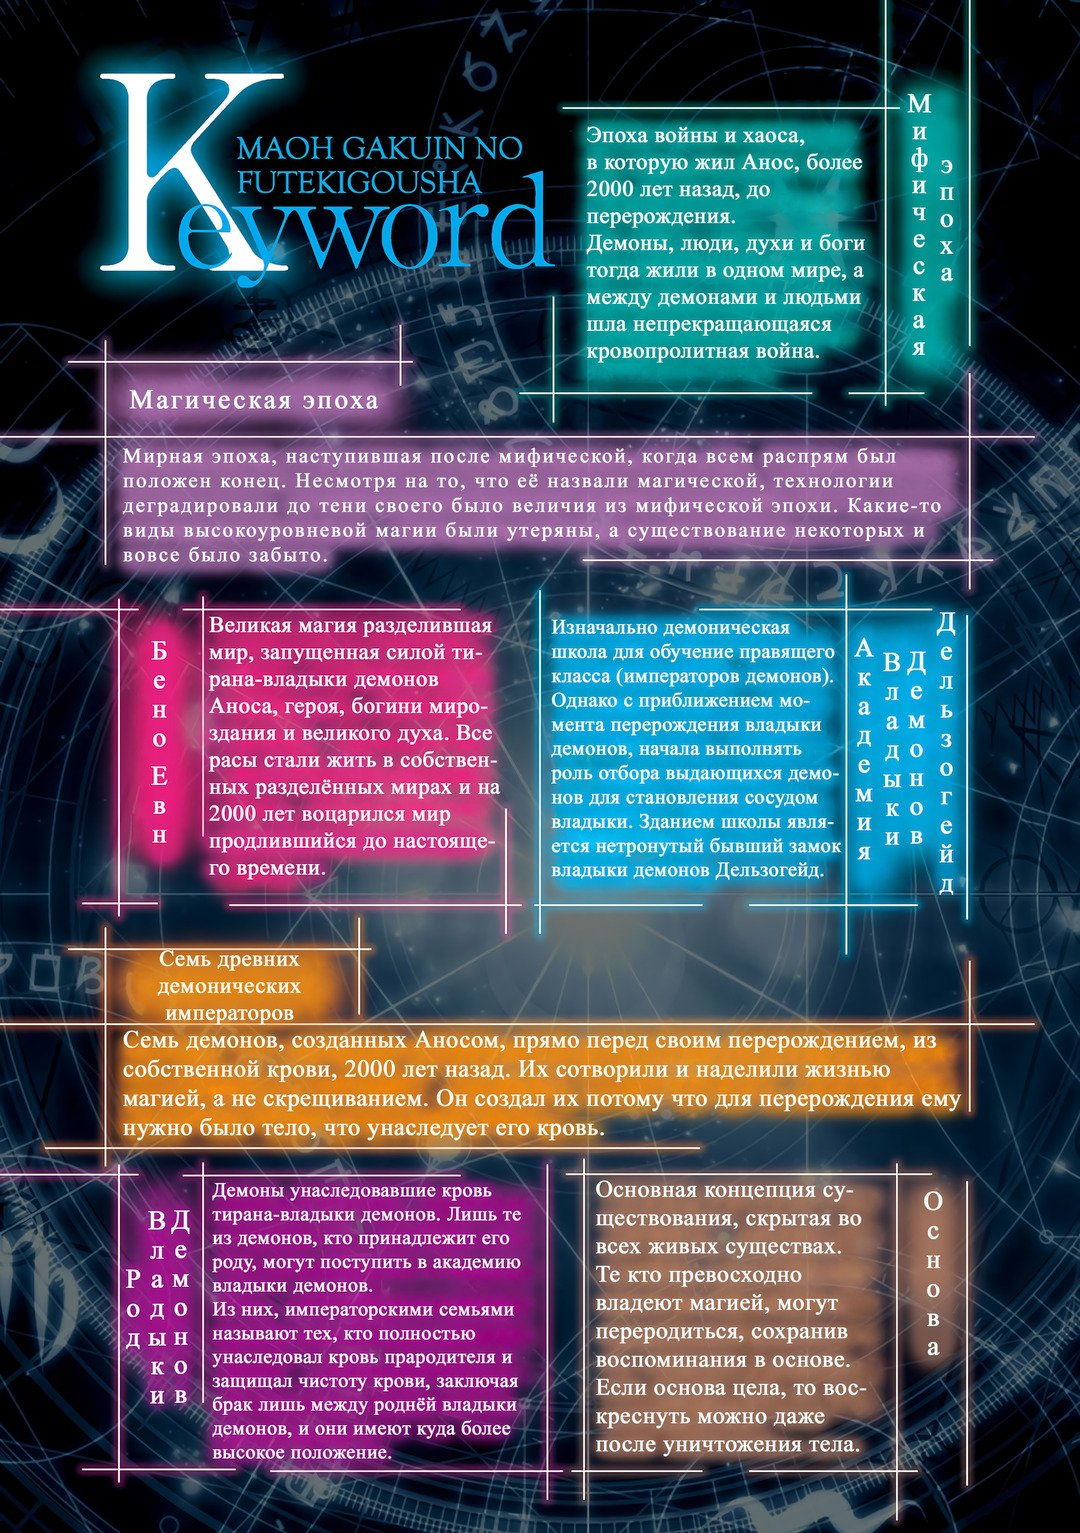 Keyword
MAOH GAKUIN NO
FUTEKIGOUSHA
Мифическая
эпоха
Эпоха войны и хаоса,
в которую жил Анос, более
2000 лет назад, до
перерождения.
Демоны, люди, духи и боги
тогда жили в одном мире, а
между демонами и людьми
шла непрекращающаяся
кровопролитная война.
Магическая эпоха
Мирная эпоха, наступившая после мифической, когда всем распрям был
положен конец. Несмотря на то, что её назвали магической, технологии
деградировали до тени своего было величия из мифической эпохи. Какие-то
виды высокоуровневой магии были утеряны, а существование некоторых и
вовсе было забыто.
Бено Евн
Великая магия разделившая
мир, запущенная силой ти-
рана-владыки демонов
Аноса, героя, богини миро-
здания и великого духа. Все
расы стали жить в собствен-
ных разделённых мирах и на
2000 лет воцарился мир
продлившийся до настояще-
го времени.
Академия
Владыки
Демонов
Дельзогейд
Изначально демоническая
школа для обучение правящего
класса (императоров демонов).
Однако с приближением мо-
мента перерождения владыки
демонов, начала выполнять
роль отбора выдающихся демо-
нов для становления сосудом
владыки. Зданием школы явля-
ется нетронутый бывший замок
владыки демонов Дельзогейд.
Семь древних
демонических
императоров
Семь демонов, созданных Аносом, прямо перед своим перерождением, из
собственной крови, 2000 лет назад. Их сотворили и наделили жизнью
магией, а не скрещиванием. Он создал их потому что для перерождения ему
нужно было тело, что унаследует его кровь.
Род
Владыки
Демонов
Демоны унаследовавшие кровь
тирана-владыки демонов. Лишь те
из демонов, кто принадлежит его
роду, могут поступить в академию
владыки демонов.
Из них, императорскими семьями
называют тех, кто полностью
унаследовал кровь прародителя и
защищал чистоту крови, заключая
брак лишь между роднёй владыки
демонов, и они имеют куда более
высокое положение.
Основа
Основная концепция су-
ществования, скрытая во
всех живых существах.
Те кто превосходно
владеют магией, могут
переродиться, сохранив
воспоминания в основе.
Если основа цела, то вос-
креснуть можно даже
после уничтожения тела.